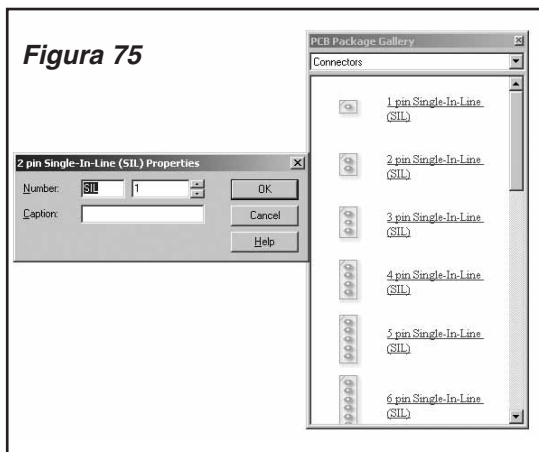 Figura 75
PCB Package Gallery
Connectors
1 pin Single-In-Line
(SIL)
2 pin Single-In-Line
(SIL)
3 pin Single-In-Line
(SIL)
4 pin Single-In-Line
(SIL)
5 pin Single-In-Line
(SIL)
6 pin Single-In-Line
(SIL)
2 pin Single-In-Line (SIL) Properties
Number: SIL 1
OK
Caption:
Cancel
Help